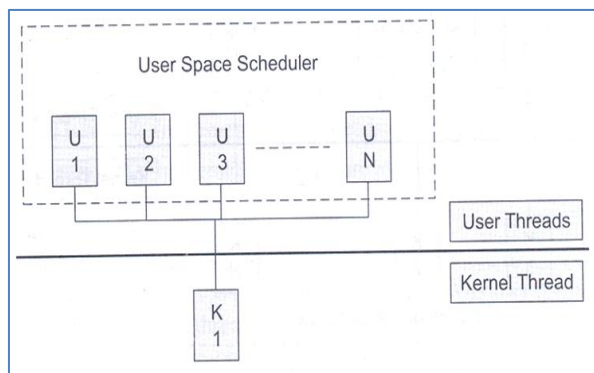 User Space Scheduler
U U U U
1 2 3 N
User Threads
Kernel Thread
K
1